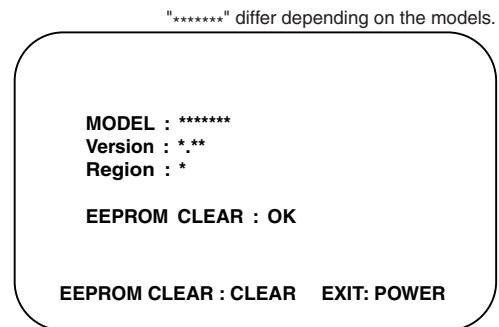 "*******" differ depending on the models.
MODEL : *******
Version : *.**
Region : *
EEPROM CLEAR : OK
EEPROM CLEAR : CLEAR EXIT: POWER